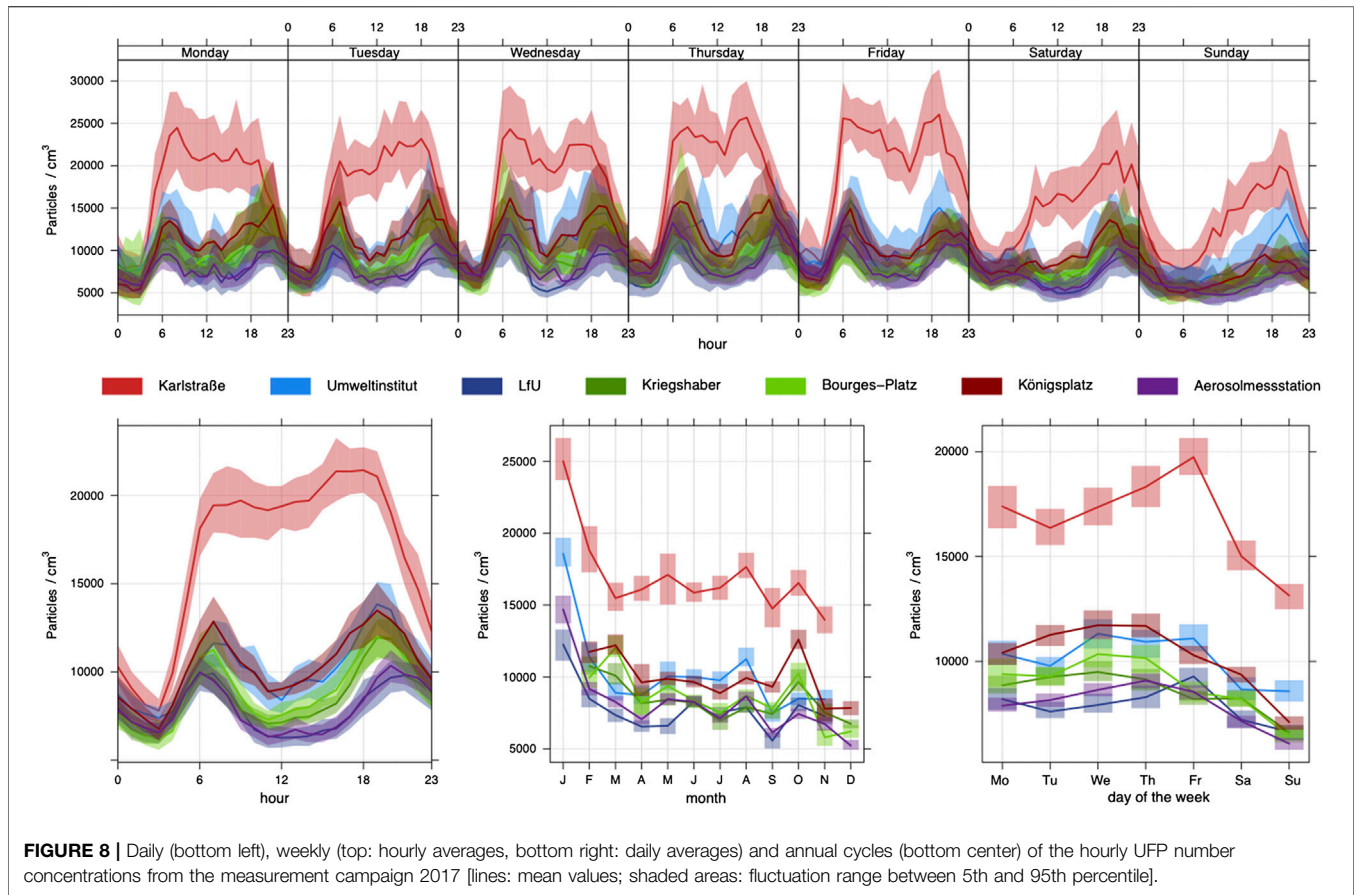 0 6 12 18 23 0 6 12 18 23 0 6 12 18 23
Monday Tuesday Wednesday Thursday Friday Saturday Sunday
30000
25000
20000
15000
10000
5000
Particles / cm³
0 6 12 18 23 0 6 12 18 23 0 6 12 18 23 0 6 12 18 23
hour
Karlstraße Umweltinstitut LfU Kriegshaber Bourges−Platz Königsplatz Aerosolmessstation
20000
15000
10000
Particles / cm³
0 6 12 18 23
hour
25000
20000
15000
10000
5000
Particles / cm³
J F M A M J J A S O N D
month
20000
15000
10000
Particles / cm³
Mo Tu We Th Fr Sa Su
day of the week
FIGURE 8 | Daily (bottom left), weekly (top: hourly averages, bottom right: daily averages) and annual cycles (bottom center) of the hourly UFP number
concentrations from the measurement campaign 2017 [lines: mean values; shaded areas: fluctuation range between 5th and 95th percentile].